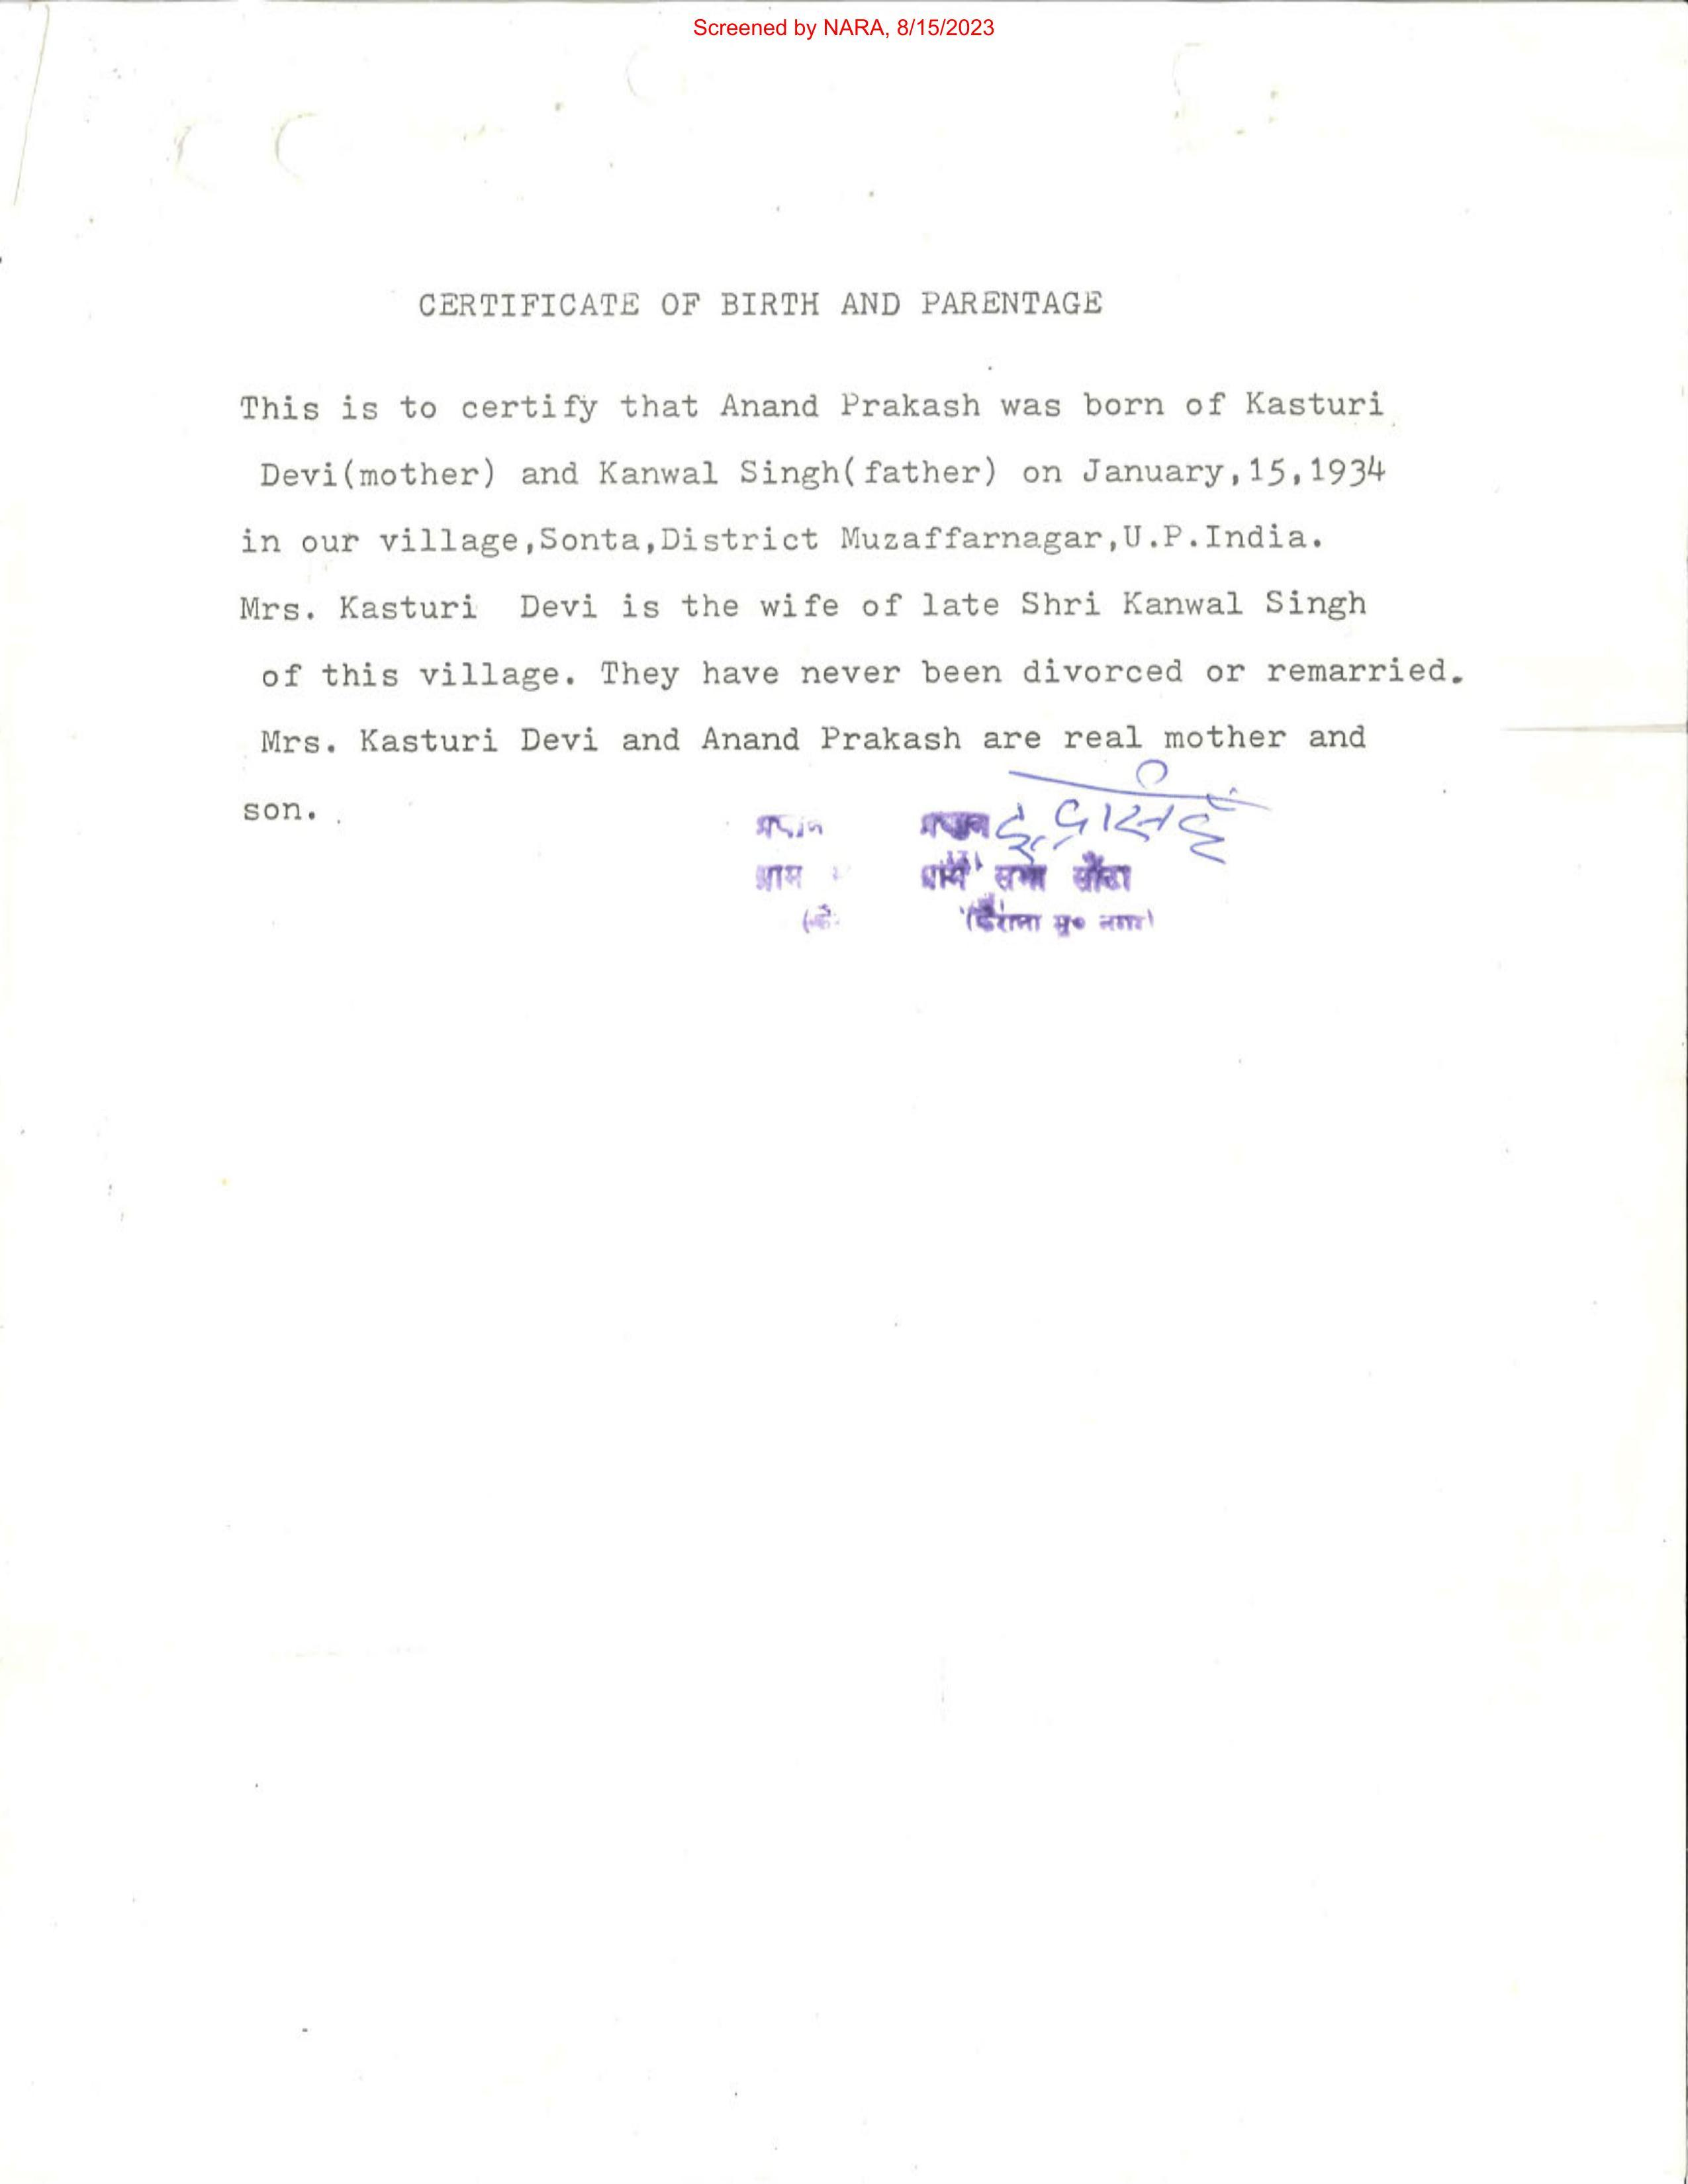 Screened by NARA, 8/15/2023
CERTIFICATE OF BIRTH AND PARENTAGE
This is to certify that Anand Prakash was born of Kasturi
Devi(mother) and Kanwal Singh(father) on January,15,1934
in our village,Sonta,District Muzaffarnagar,U.P.India.
Mrs. Kasturi Devi is the wife of late Shri Kanwal Singh
of this village. They have never been divorced or remarried.
Mrs. Kasturi Devi and Anand Prakash are real mother and
son.
प्रधान
ग्राम ग्राम सभा सौंटा
मु० नगर)